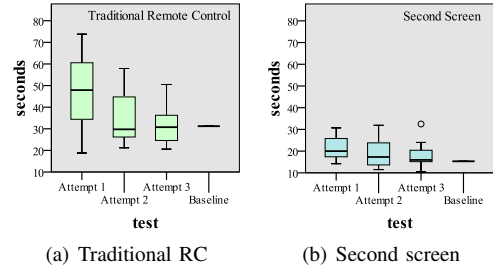 Traditional Remote Control
80
70
60
50
40
30
20
10
seconds
Attempt 1 Attempt 3 Baseline
Attempt 2
test
(a) Traditional RC
Second Screen
80
70
60
50
40
30
20
10
seconds
Attempt 1 Attempt 3 Baseline
Attempt 2
test
(b) Second screen